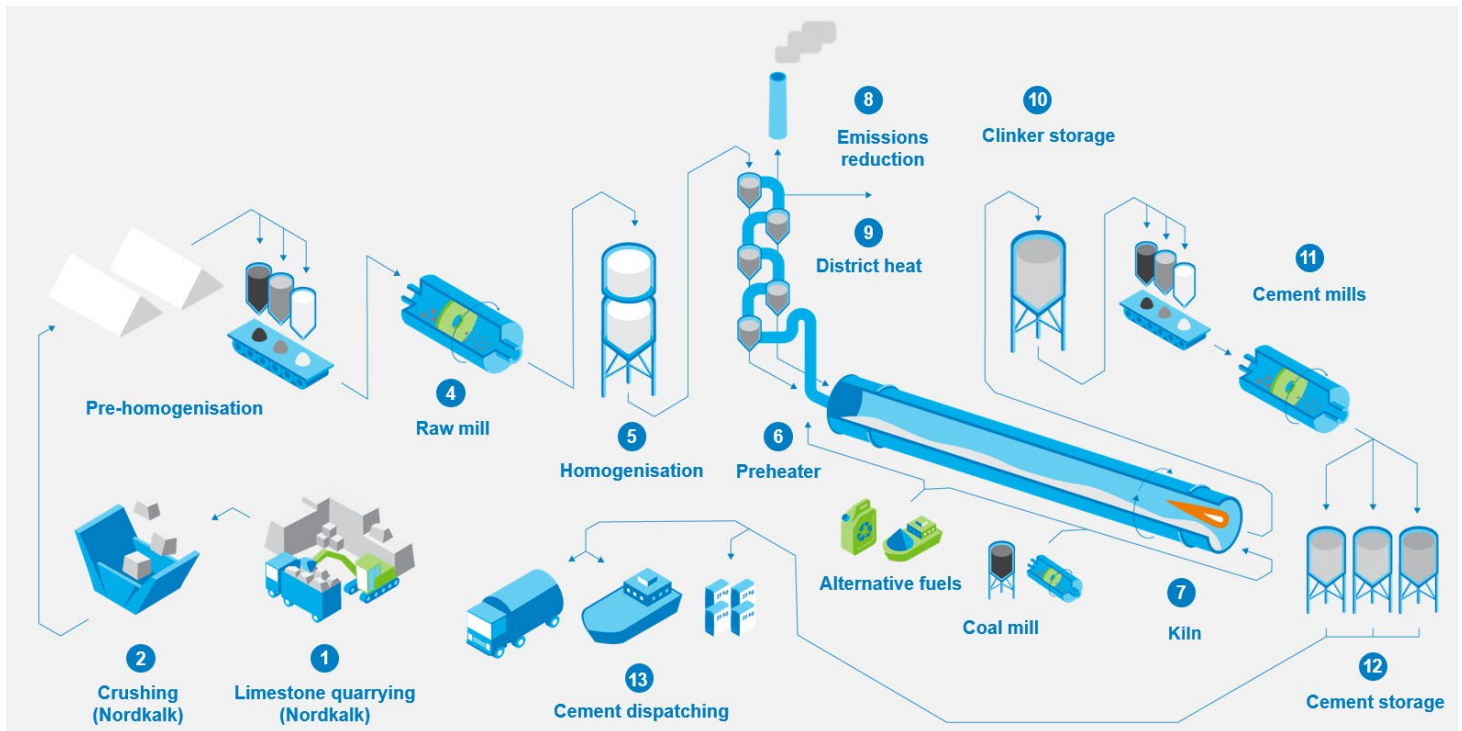 8
Emissions
reduction
10
Clinker storage
9
District heat
11
Cement mills
Pre-homogenisation
4
Raw mill
5
Homogenisation
6
Preheater
2
Crushing
(Nordkalk)
1
Limestone quarrying
(Nordkalk)
13
Cement dispatching
Alternative fuels
Coal mill
7
Kiln
12
Cement storage